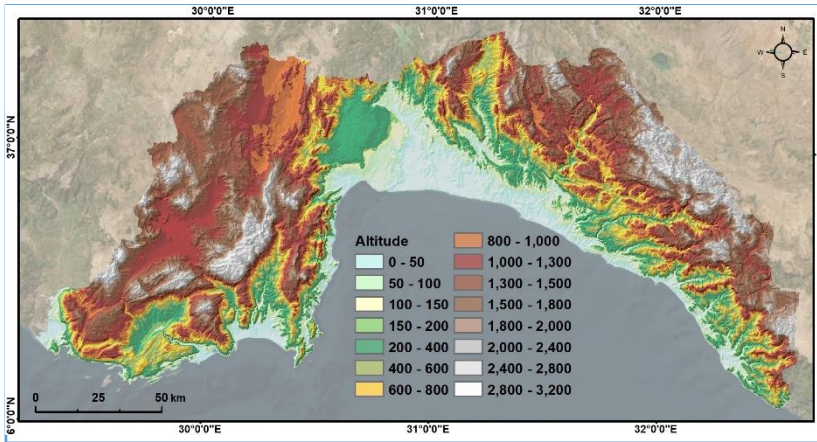 30°0'0"E 31°0'0"E 32°0'0"E
N
W E
S
37°0'0"N
Altitude
0 - 50
50 - 100
100 - 150
150 - 200
200 - 400
400 - 600
600 - 800
800 - 1,000
1,000 - 1,300
1,300 - 1,500
1,500 - 1,800
1,800 - 2,000
2,000 - 2,400
2,400 - 2,800
2,800 - 3,200
0 25 50 km
6°0'0"N
30°0'0"E 31°0'0"E 32°0'0"E